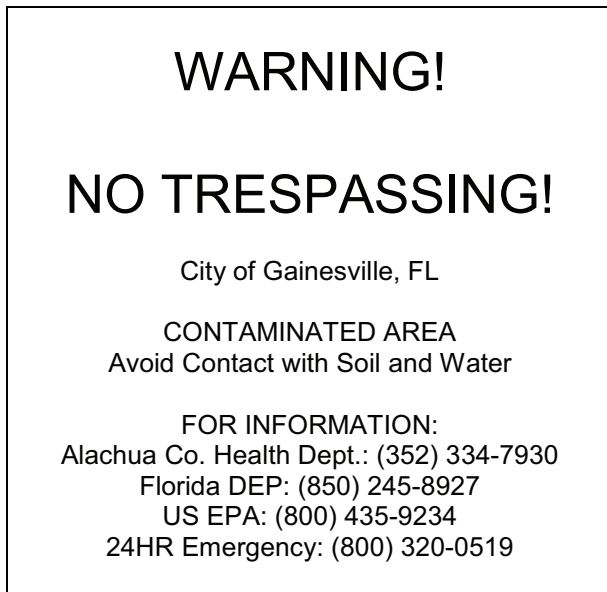 WARNING!
NO TRESPASSING!
City of Gainesville, FL
CONTAMINATED AREA
Avoid Contact with Soil and Water
FOR INFORMATION:
Alachua Co. Health Dept.: (352) 334-7930
Florida DEP: (850) 245-8927
US EPA: (800) 435-9234
24HR Emergency: (800) 320-0519